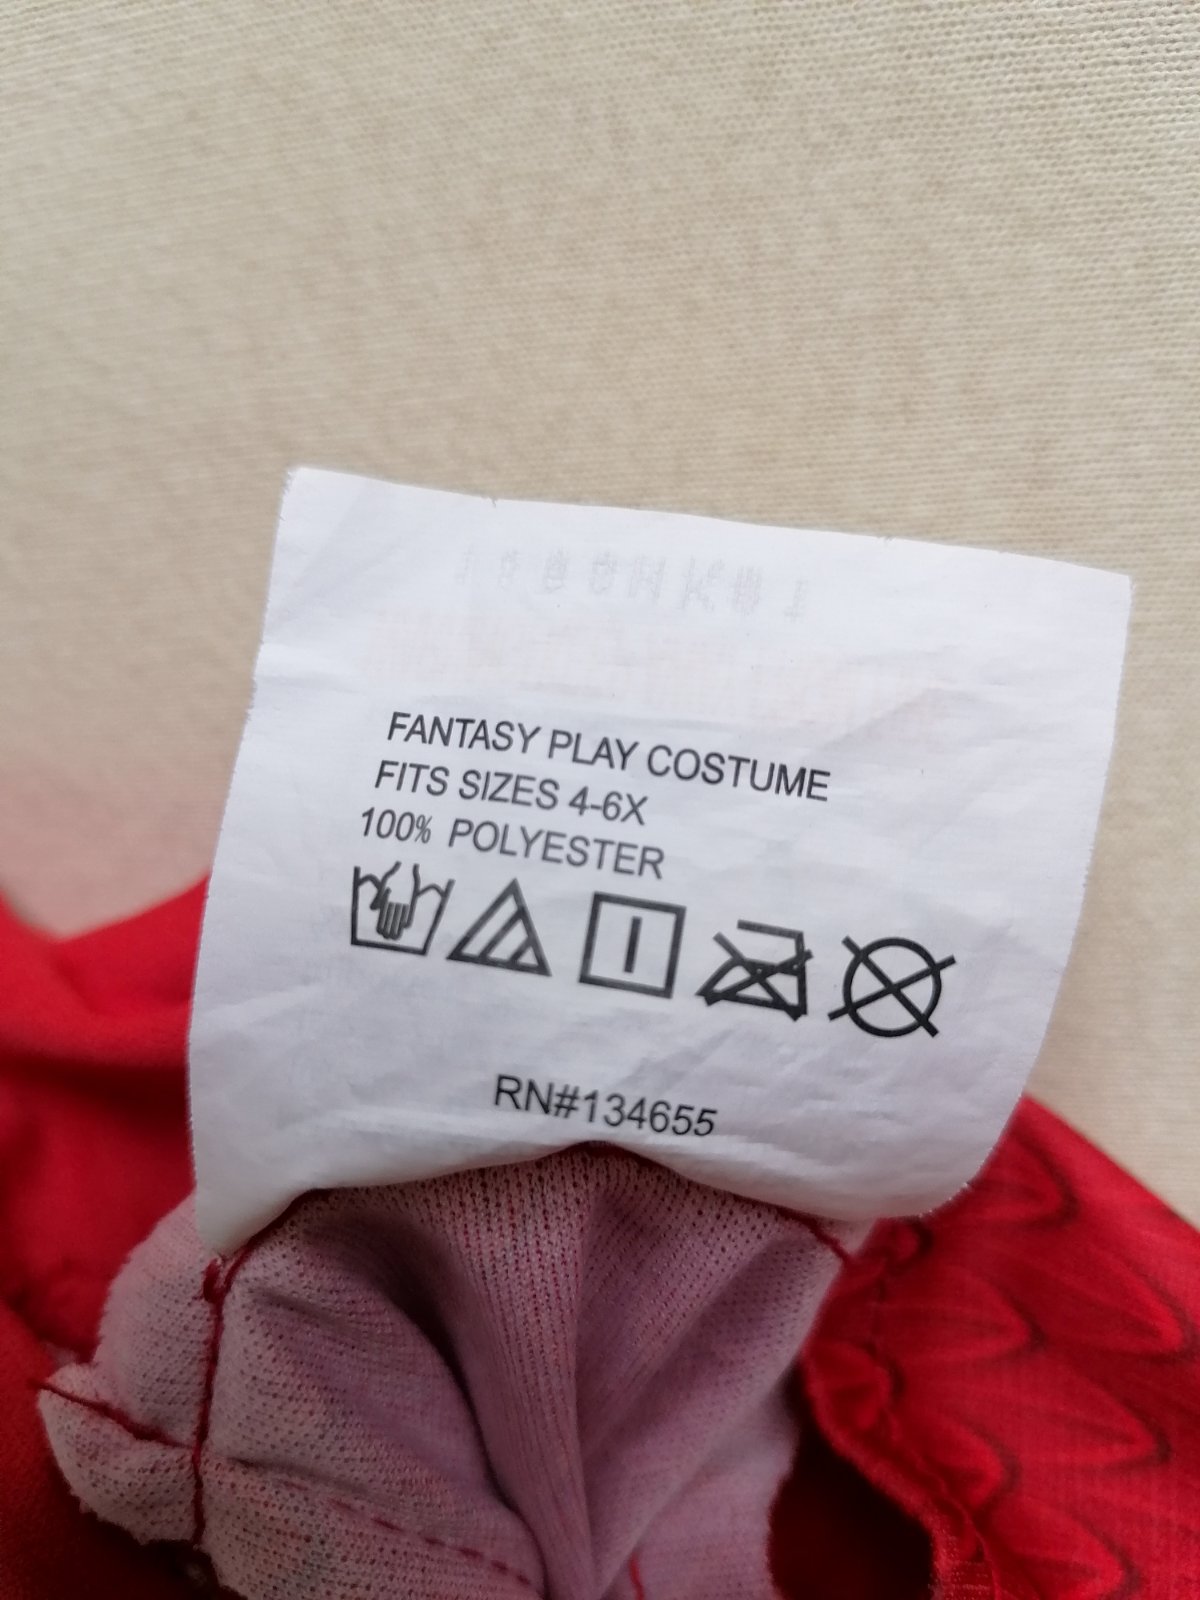 FANTASY PLAY COSTUME
FITS SIZES 4-6X
100% POLYESTER
RN#134655